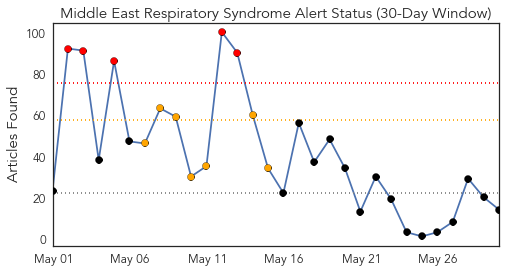 Middle East Respiratory Syndrome Alert Status (30-Day Window)
Articles Found
100
80
60
40
20
0
May 01 May 06 May 11 May 16 May 21 May 26